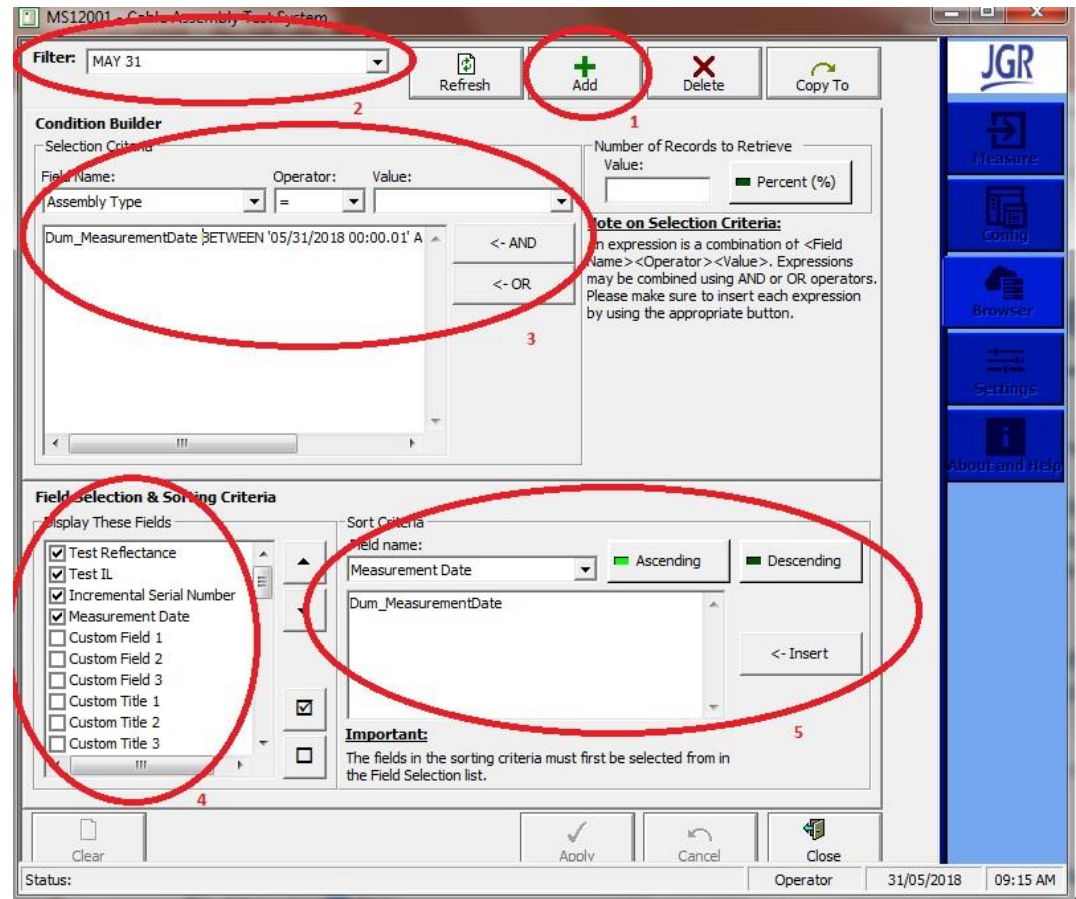 MS12001 - Cable Assembly Test System
Filter: MAY 31
Refresh
Add
Delete
Copy To
2
1
JGR
Measure
Config
Browser
Settings
About and Help
Condition Builder
Selection Criteria
Field Name:
Operator:
Value:
Assembly Type
=
Dum_MeasurementDate BETWEEN '05/31/2018 00:00.01' A
<- AND
<- OR
3
Number of Records to Retrieve
Value:
Percent (%)
Note on Selection Criteria:
An expression is a combination of <Field
Name><Operator><Value>. Expressions
may be combined using AND or OR operators.
Please make sure to insert each expression
by using the appropriate button.
Field Selection & Sorting Criteria
Display These Fields
Test Reflectance
Test IL
Incremental Serial Number
Measurement Date
Custom Field 1
Custom Field 2
Custom Field 3
Custom Title 1
Custom Title 2
Custom Title 3
4
Sort Criteria
Field name:
Measurement Date
Ascending
Descending
Dum_MeasurementDate
<- Insert
5
Important:
The fields in the sorting criteria must first be selected from in
the Field Selection list.
Clear
Apply
Cancel
Close
Status:
Operator
31/05/2018
09:15 AM